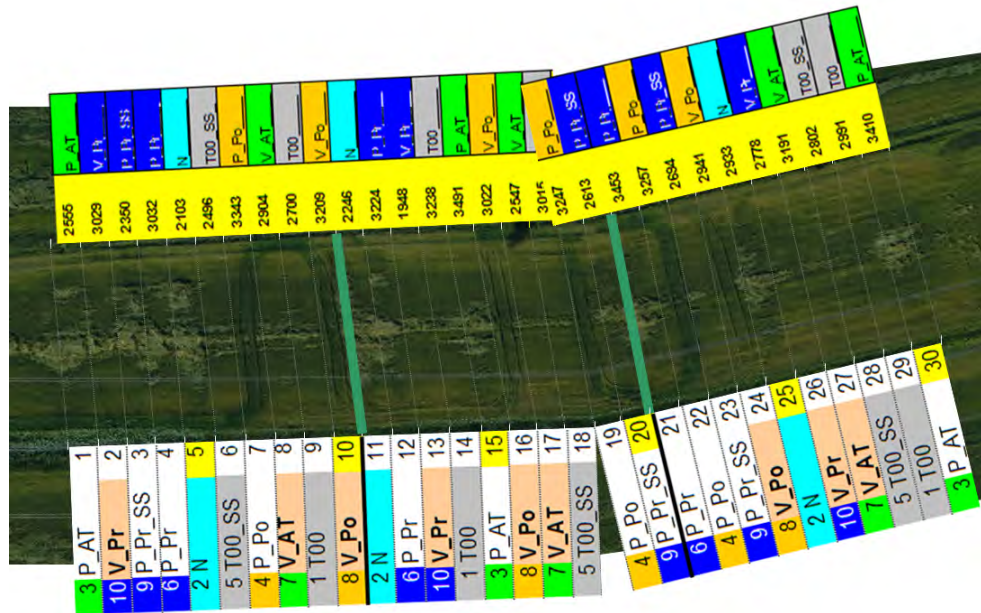 2555 P_AT
3029 V_Pr
2350 P_Pr_SS
3032 P_Pr
2103 N
2496 T00_SS
3343 P_Po
2904 V_AT
2700 T00
3209 V_Po
2246 N
3224 P_Pr
1948 V_Pr
3238 T00
3491 P_AT
3022 V_Po
2547 V_AT
3015
3247 P_Po
2613 P_Pr_SS
3453 P_Pr
3257 P_Po
2694 P_Pr_SS
2941 V_Po
2933 N
2778 V_Pr
3191 V_AT
2802 T00_SS
2991 T00
3410 P_AT
3 P_AT 1
10 V_Pr 2
9 P_Pr_SS 3
6 P_Pr 4
2 N 5
5 T00_SS 6
4 P_Po 7
7 V_AT 8
1 T00 9
8 V_Po 10
2 N 11
6 P_Pr 12
10 V_Pr 13
1 T00 14
3 P_AT 15
8 V_Po 16
7 V_AT 17
5 T00_SS 18
4 P_Po 19
9 P_Pr_SS 20
6 P_Pr 21
4 P_Po 22
9 P_Pr_SS 23
8 V_Po 24
2 N 25
10 V_Pr 26
7 V_AT 27
5 T00_SS 28
1 T00 29
3 P_AT 30